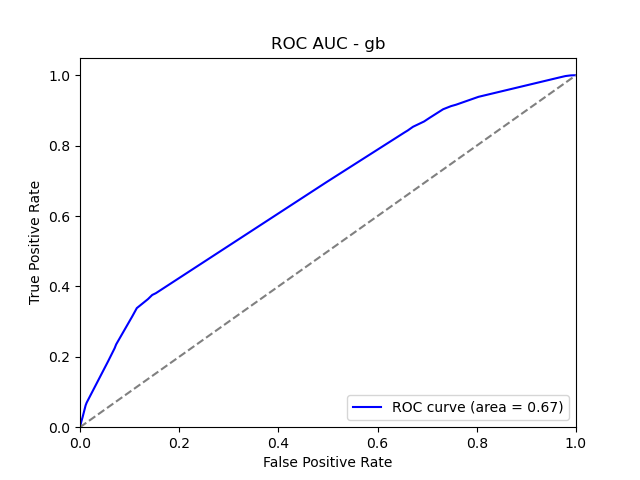 ROC AUC - gb
True Positive Rate
1.0
0.8
0.6
0.4
0.2
0.0
ROC curve (area = 0.67)
0.0 0.2 0.4 0.6 0.8 1.0
False Positive Rate